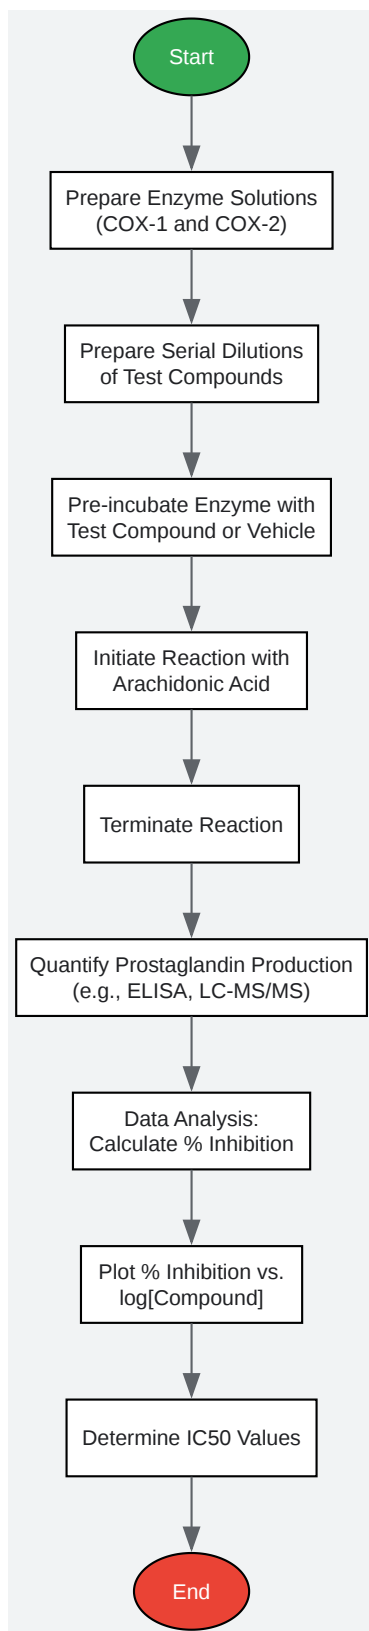 Start
Prepare Enzyme Solutions
(COX-1 and COX-2)
Prepare Serial Dilutions
of Test Compounds
Pre-incubate Enzyme with
Test Compound or Vehicle
Initiate Reaction with
Arachidonic Acid
Terminate Reaction
Quantify Prostaglandin Production
(e.g., ELISA, LC-MS/MS)
Data Analysis:
Calculate % Inhibition
Plot % Inhibition vs.
log[Compound]
Determine IC50 Values
End